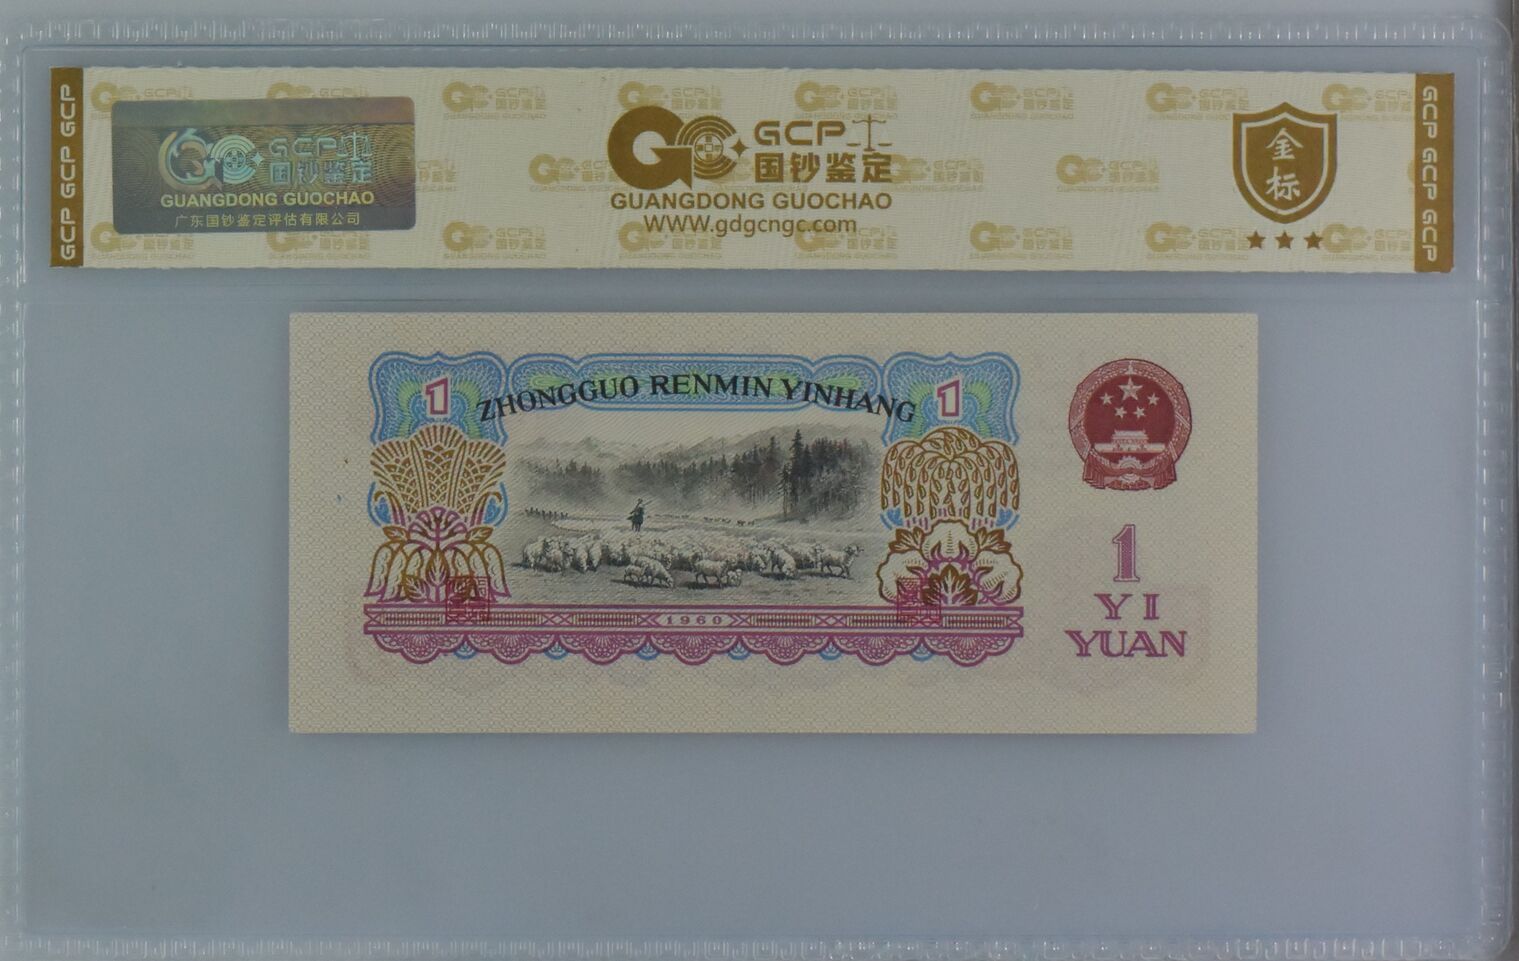 GCP GCP GCP
GCP
国钞鉴定
GUANGDONG GUOCHAO
广东国钞鉴定评估有限公司
GCP
国钞鉴定
GUANGDONG GUOCHAO
WWW.gdgcngc.com
金标
GCP GCP GCP
1
ZHONGGUO RENMIN YINHANG
1
1960
1
YI
YUAN